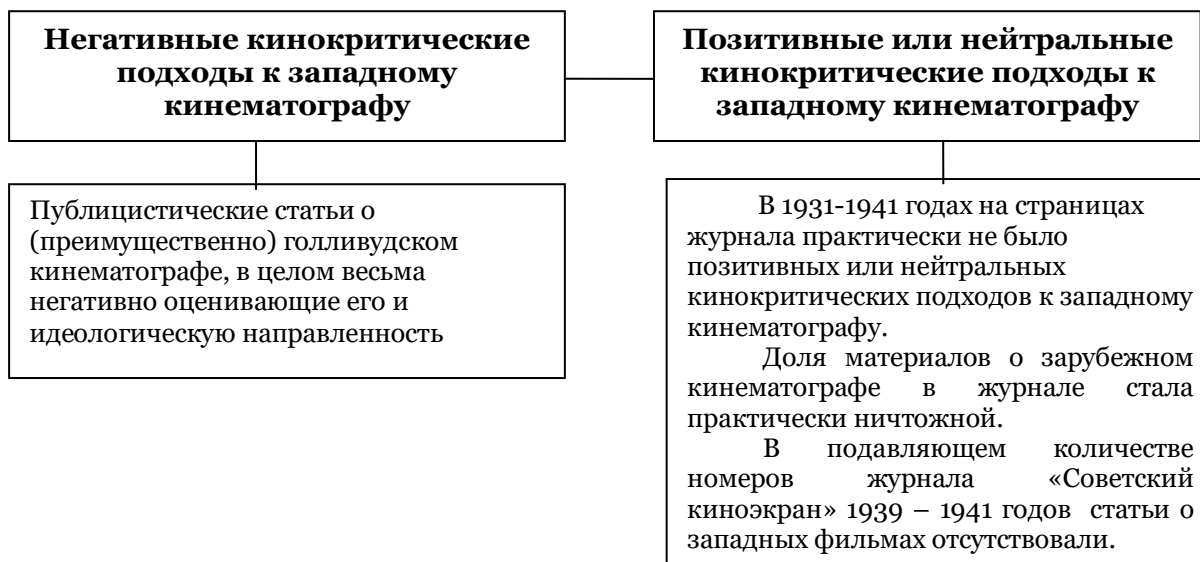 Негативные кинокритические
подходы к западному
кинематографу
Позитивные или нейтральные
кинокритические подходы к
западному кинематографу
Публицистические статьи о
(преимущественно) голливудском
кинематографе, в целом весьма
негативно оценивающие его и
идеологическую направленность
В 1931-1941 годах на страницах
журнала практически не было
позитивных или нейтральных
кинокритических подходов к западному
кинематографу.
Доля материалов о зарубежном
кинематографе в журнале стала
практически ничтожной.
В подавляющем количестве
номеров журнала «Советский
киноэкран» 1939 – 1941 годов статьи о
западных фильмах отсутствовали.